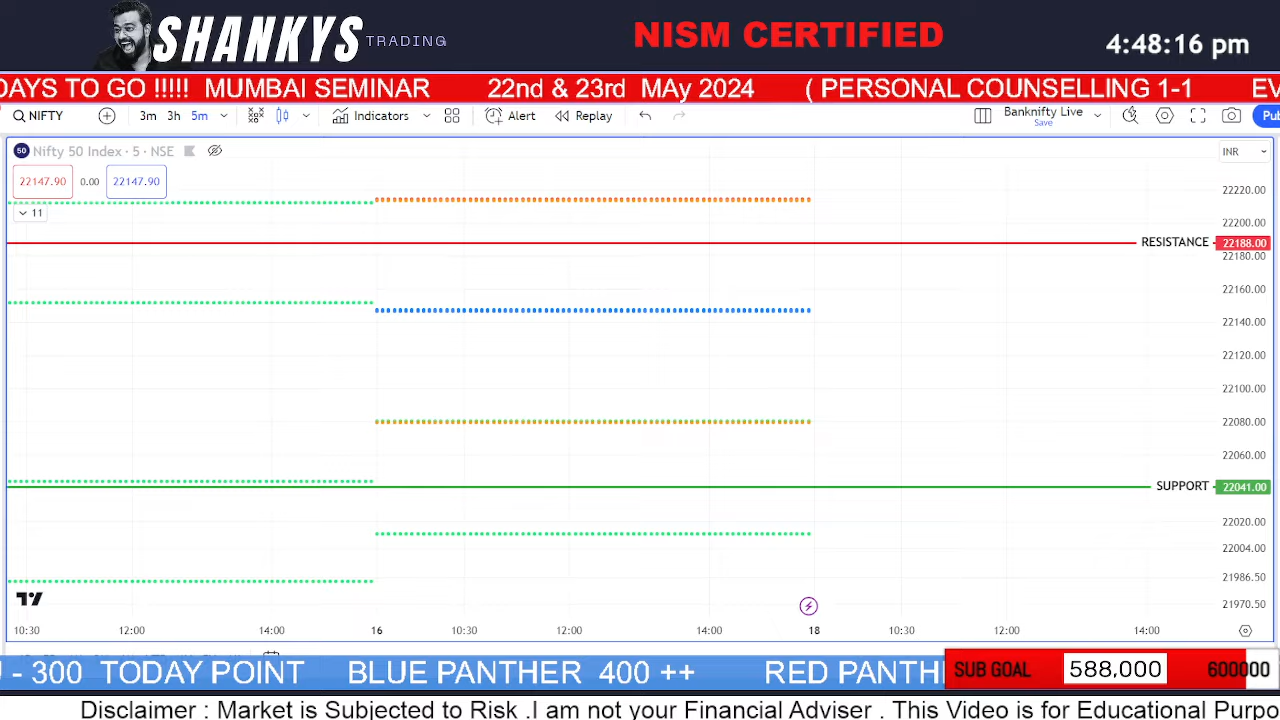 SHANKYS
TRADING
NISM CERTIFIED
4:48:16 pm
DAYS TO GO !!!!! MUMBAI SEMINAR 22nd & 23rd MAy 2024 ( PERSONAL COUNSELLING 1-1 EV
NIFTY 3m 3h 5m Indicators Alert Replay Banknifty Live Pub
Save
50 Nifty 50 Index · 5 · NSE INR
22147.90 0.00 22147.90
11
22220.00
22200.00
RESISTANCE 22188.00
22180.00
22160.00
22140.00
22120.00
22100.00
22080.00
22060.00
SUPPORT 22041.00
22020.00
22004.00
21986.50
21970.50
10:30 12:00 14:00 16 10:30 12:00 14:00 18 10:30 12:00 14:00
- 300 TODAY POINT BLUE PANTHER 400 ++ RED PANTH
SUB GOAL 588,000 600000
Disclaimer : Market is Subjected to Risk .I am not your Financial Adviser . This Video is for Educational Purpo